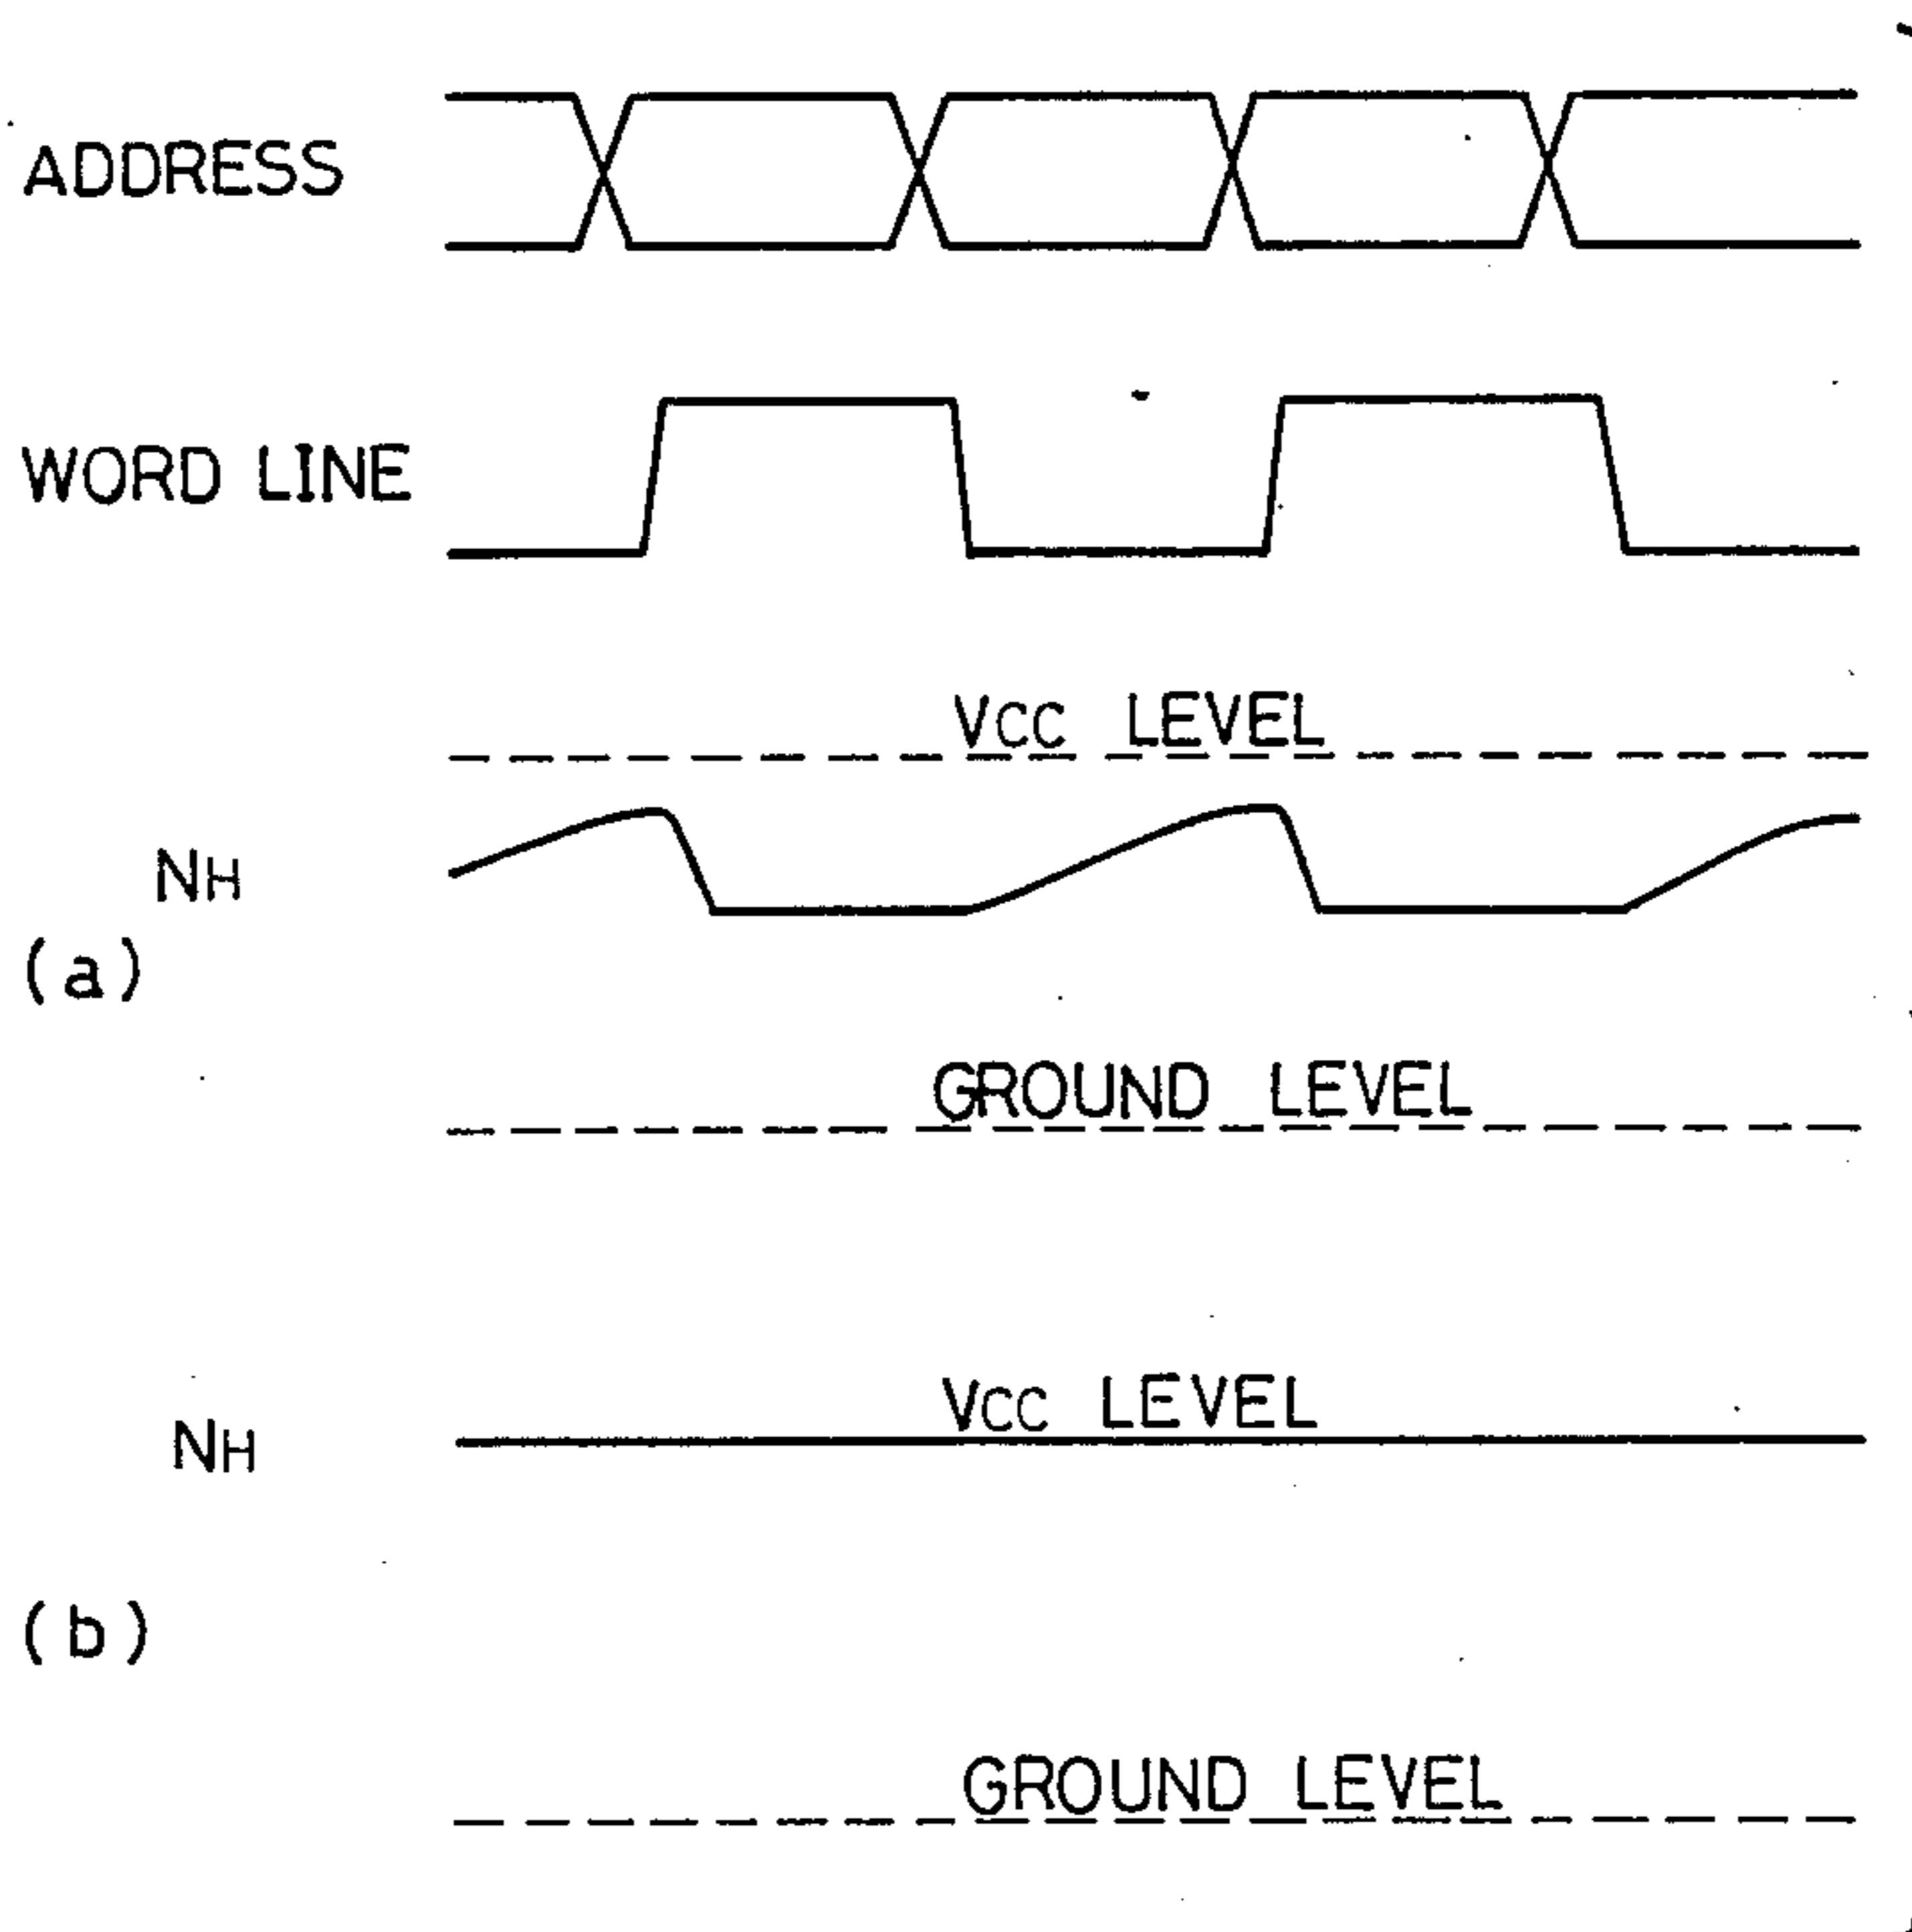 ADDRESS
WORD LINE
VCC LEVEL
NH
(a)
GROUND LEVEL
VCC LEVEL
NH
(b)
GROUND LEVEL